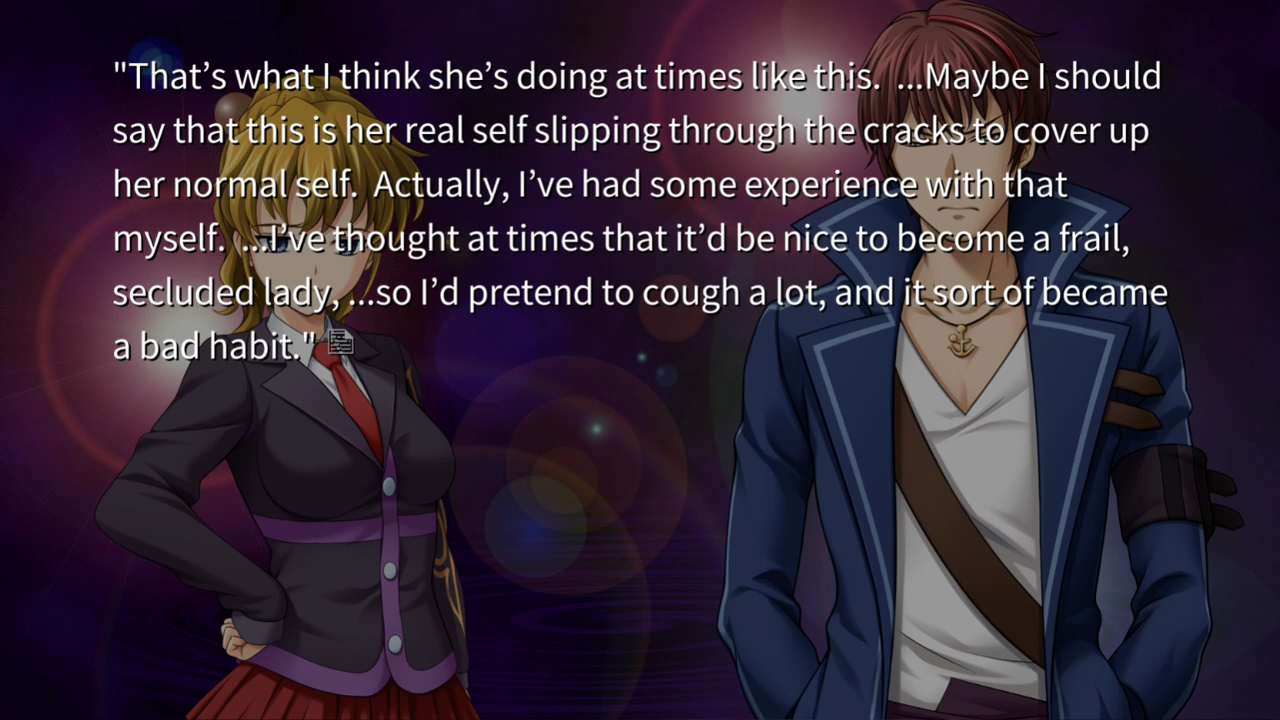 "That’s what I think she’s doing at times like this.  ...Maybe I should
say that this is her real self slipping through the cracks to cover up
her normal self.  Actually, I’ve had some experience with that
myself.  ...I’ve thought at times that it’d be nice to become a frail,
secluded lady, ...so I’d pretend to cough a lot, and it sort of became
a bad habit."